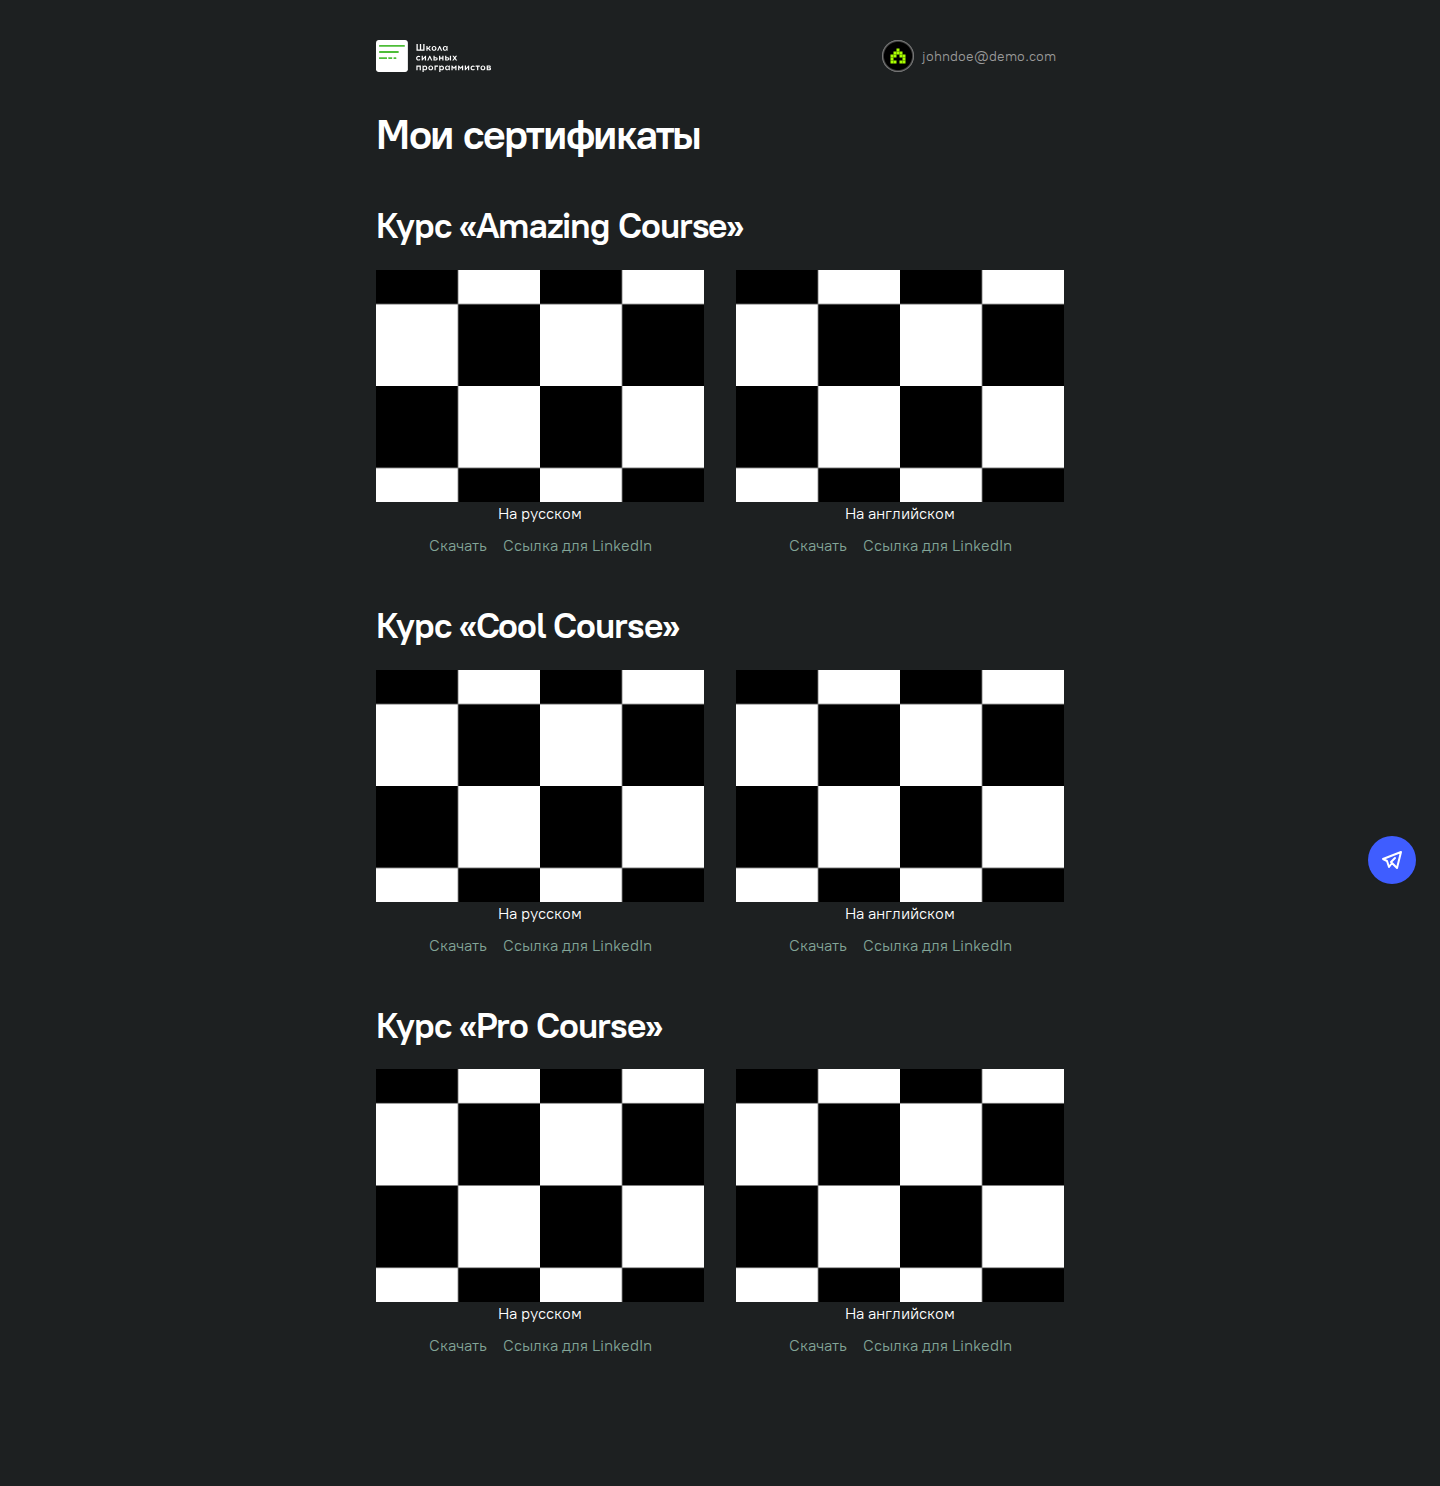 Школа
сильных
программистов
johndoe@demo.com
Мои сертификаты
Курс «Amazing Course»
На русском
На английском
Скачать Ссылка для LinkedIn
Скачать Ссылка для LinkedIn
Курс «Cool Course»
На русском
На английском
Скачать Ссылка для LinkedIn
Скачать Ссылка для LinkedIn
Курс «Pro Course»
На русском
На английском
Скачать Ссылка для LinkedIn
Скачать Ссылка для LinkedIn